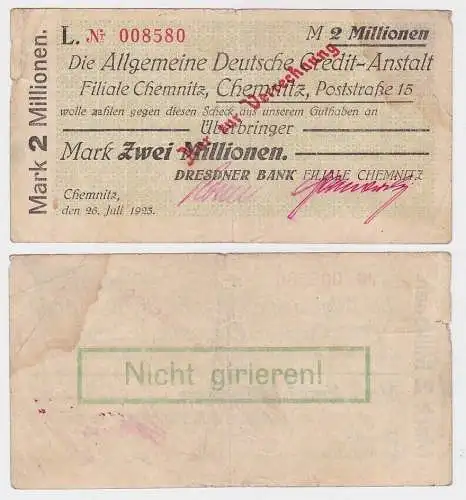 Mark 2 Millionen.
L. № 008580 M 2 Millionen
Die Allgemeine Deutsche Credit-Anstalt
Filiale Chemnitz, Chemnitz, Poststraße 15
wolle zahlen gegen diesen Scheck aus unserem Guthaben an
Überbringer
Mark Zwei Millionen.
Nur zur Verrechnung
DRESDNER BANK FILIALE CHEMNITZ
Chemnitz,
den 26. Juli 1923.
Nicht girieren!